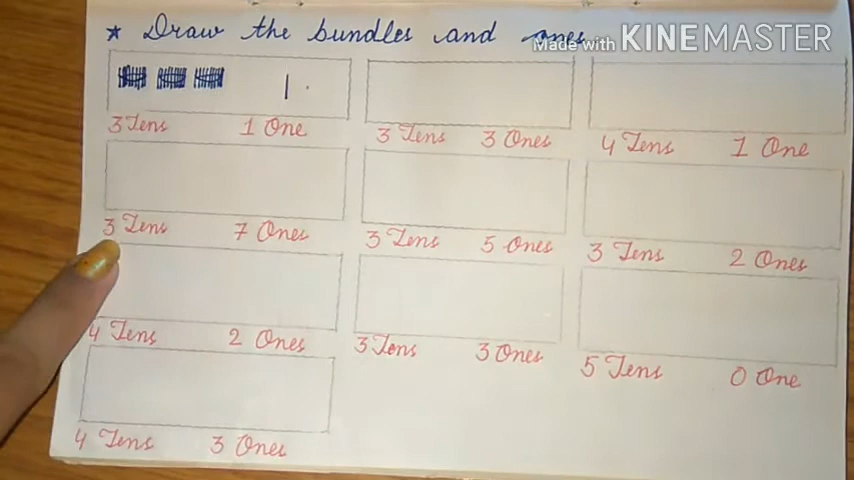 ★ Draw the bundles and ones
Made with KINEMASTER
3 Tens 1 One 3 Tens 3 Ones 4 Tens 1 One
3 Tens 7 Ones 3 Tens 5 Ones 3 Tens 2 Ones
4 Tens 2 Ones 3 Tens 3 Ones 5 Tens 0 One
4 Tens 3 Ones